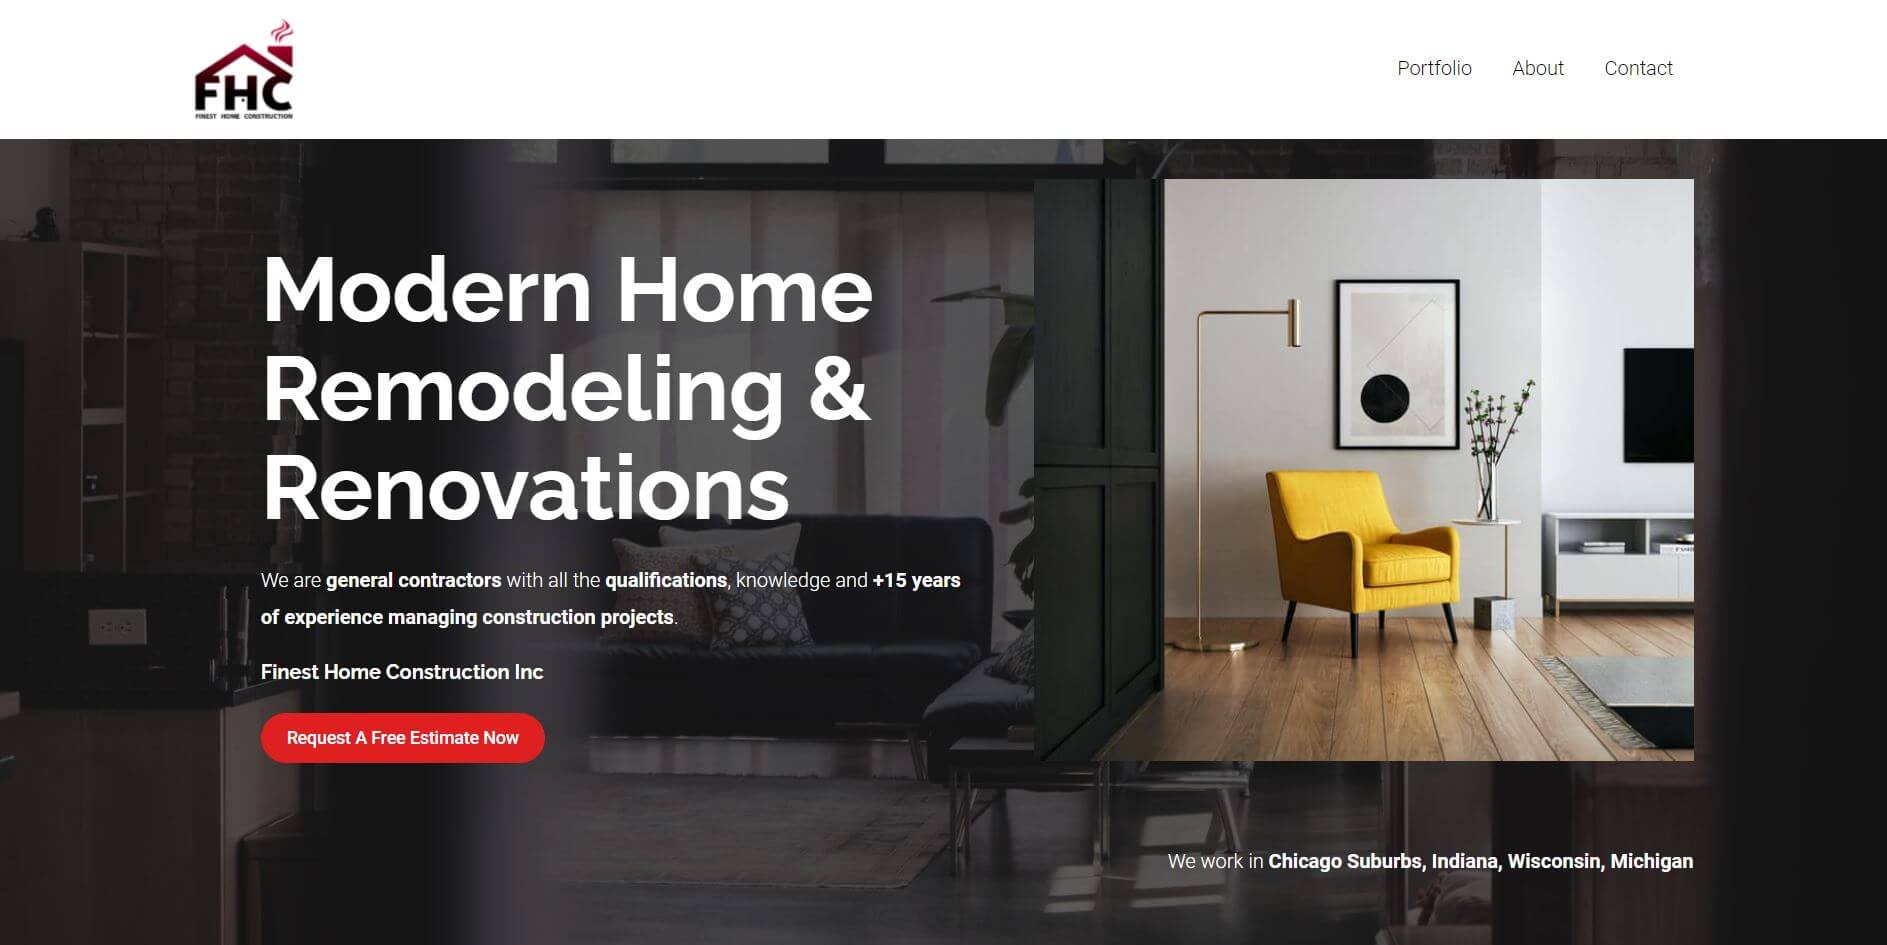 FHC
FINEST HOME CONSTRUCTION
Portfolio About Contact
Modern Home
Remodeling &
Renovations
We are general contractors with all the qualifications, knowledge and +15 years
of experience managing construction projects.
Finest Home Construction Inc
Request A Free Estimate Now
We work in Chicago Suburbs, Indiana, Wisconsin, Michigan